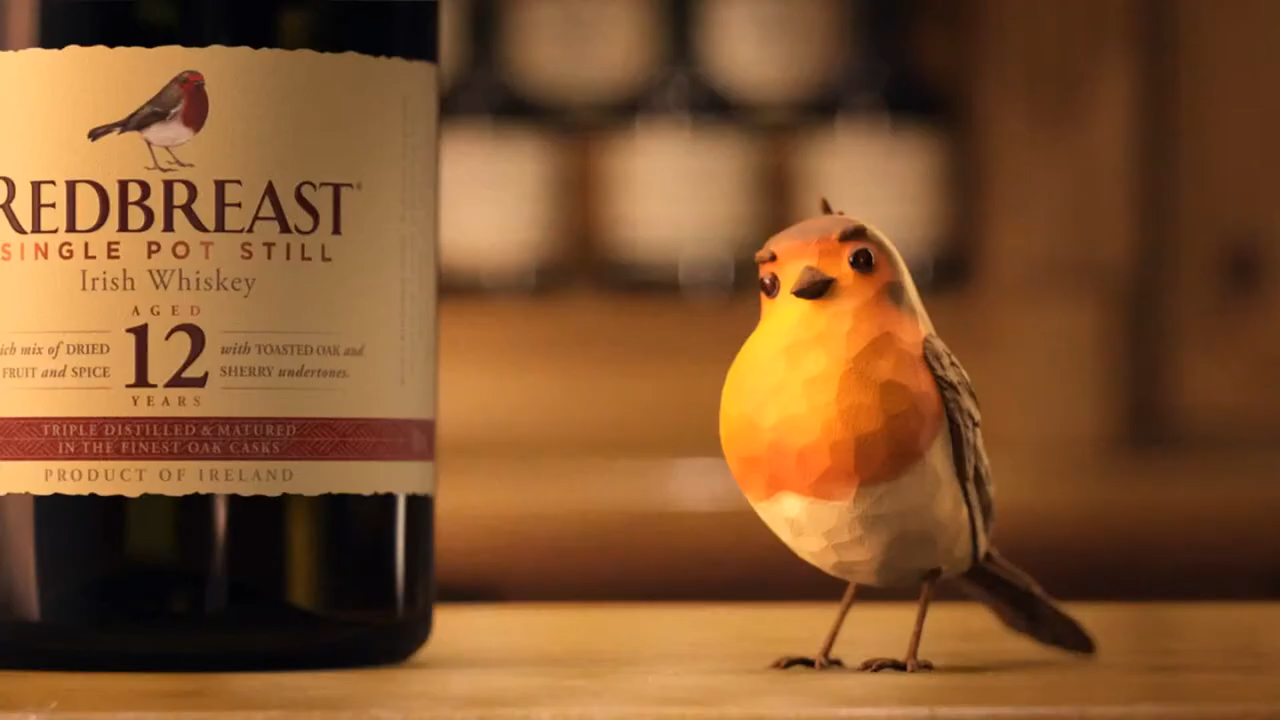 REDBREAST
SINGLE POT STILL
Irish Whiskey
AGED
12
YEARS
ich mix of DRIED
FRUIT and SPICE
with TOASTED OAK and
SHERRY undertones.
TRIPLE DISTILLED & MATURED
IN THE FINEST OAK CASKS
PRODUCT OF IRELAND